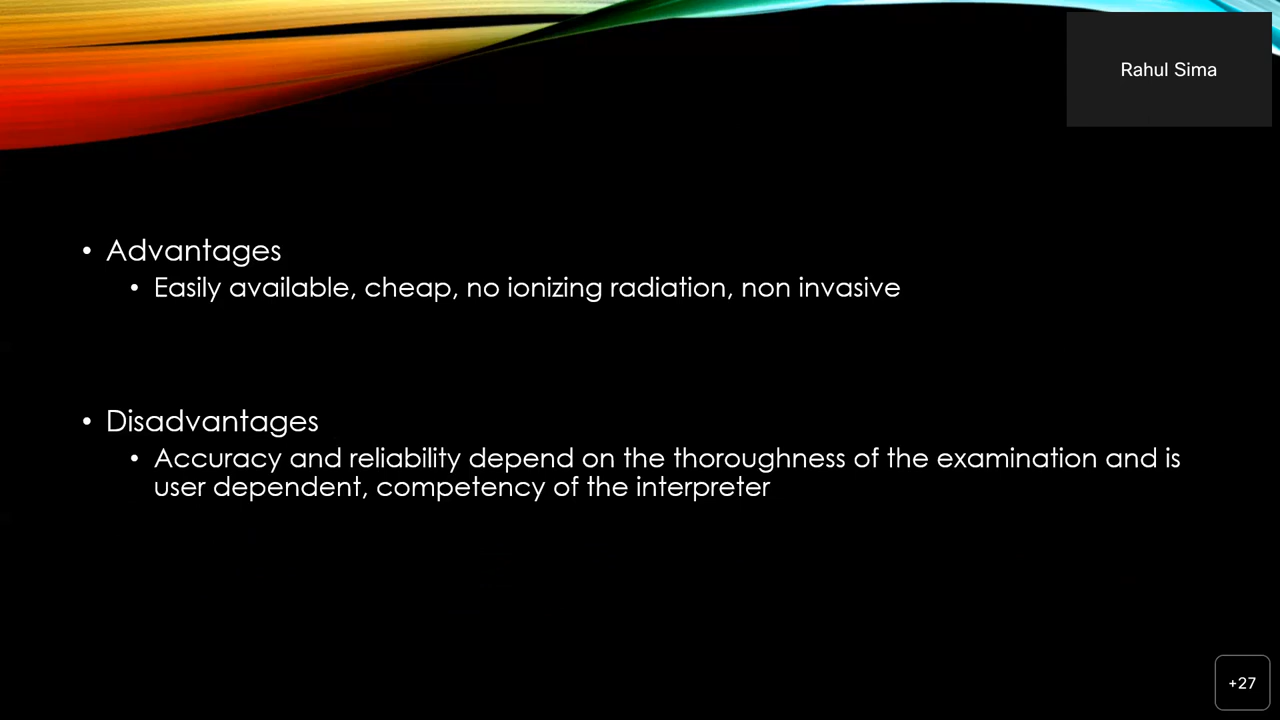 Rahul Sima
• Advantages
• Easily available, cheap, no ionizing radiation, non invasive
• Disadvantages
• Accuracy and reliability depend on the thoroughness of the examination and is
user dependent, competency of the interpreter
+27